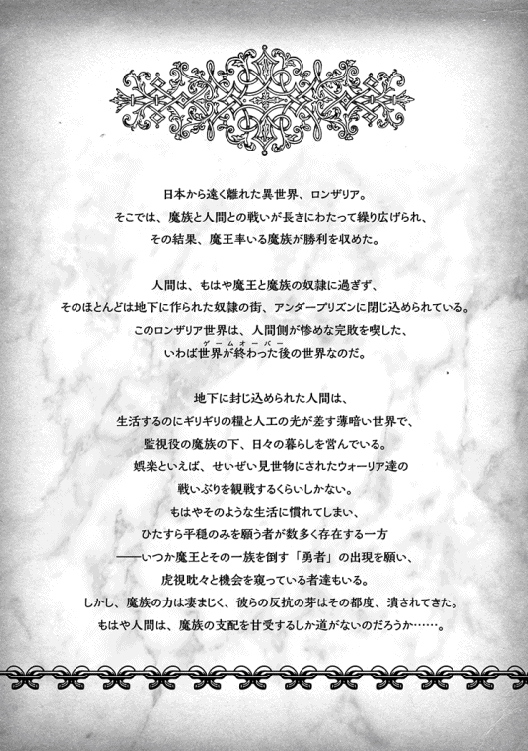 日本から遠く離れた異世界、ロンザリア。
そこでは、魔族と人間との戦いが長きにわたって繰り広げられ、
その結果、魔王率いる魔族が勝利を収めた。
人間は、もはや魔王と魔族の奴隷に過ぎず、
そのほとんどは地下に作られた奴隷の街、アンダープリズンに閉じ込められている。
このロンザリア世界は、人間側が惨めな完敗を喫した、
ゲームオーバー
いわば世界が終わった後の世界なのだ。
地下に封じ込められた人間は、
生活するのにギリギリの糧と人工の光が差す薄暗い世界で、
監視役の魔族の下、日々の暮らしを営んでいる。
娯楽といえば、せいぜい見世物にされたウォーリア達の
戦いぶりを観戦するくらいしかない。
もはやそのような生活に慣れてしまい、
ひたすら平穏のみを願う者が数多く存在する一方
――いつか魔王とその一族を倒す「勇者」の出現を願い、
虎視眈々と機会を窺っている者達もいる。
しかし、魔族の力は凄まじく、彼らの反抗の芽はその都度、潰されてきた。
もはや人間は、魔族の支配を甘受するしか道がないのだろうか……。